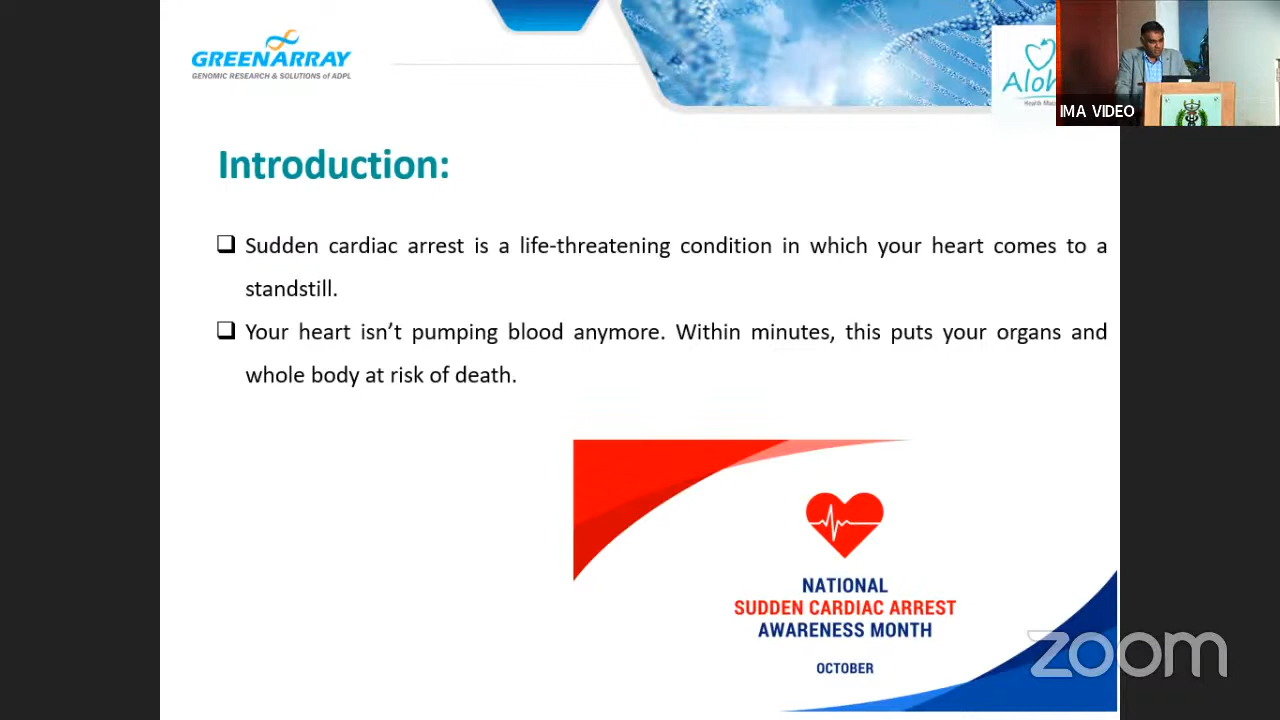 GREENARRAY
GENOMIC RESEARCH & SOLUTIONS of ADPL
IMA VIDEO
Introduction:
❑ Sudden cardiac arrest is a life-threatening condition in which your heart comes to a
standstill.
❑ Your heart isn’t pumping blood anymore. Within minutes, this puts your organs and
whole body at risk of death.
NATIONAL
SUDDEN CARDIAC ARREST
AWARENESS MONTH
OCTOBER
zoom